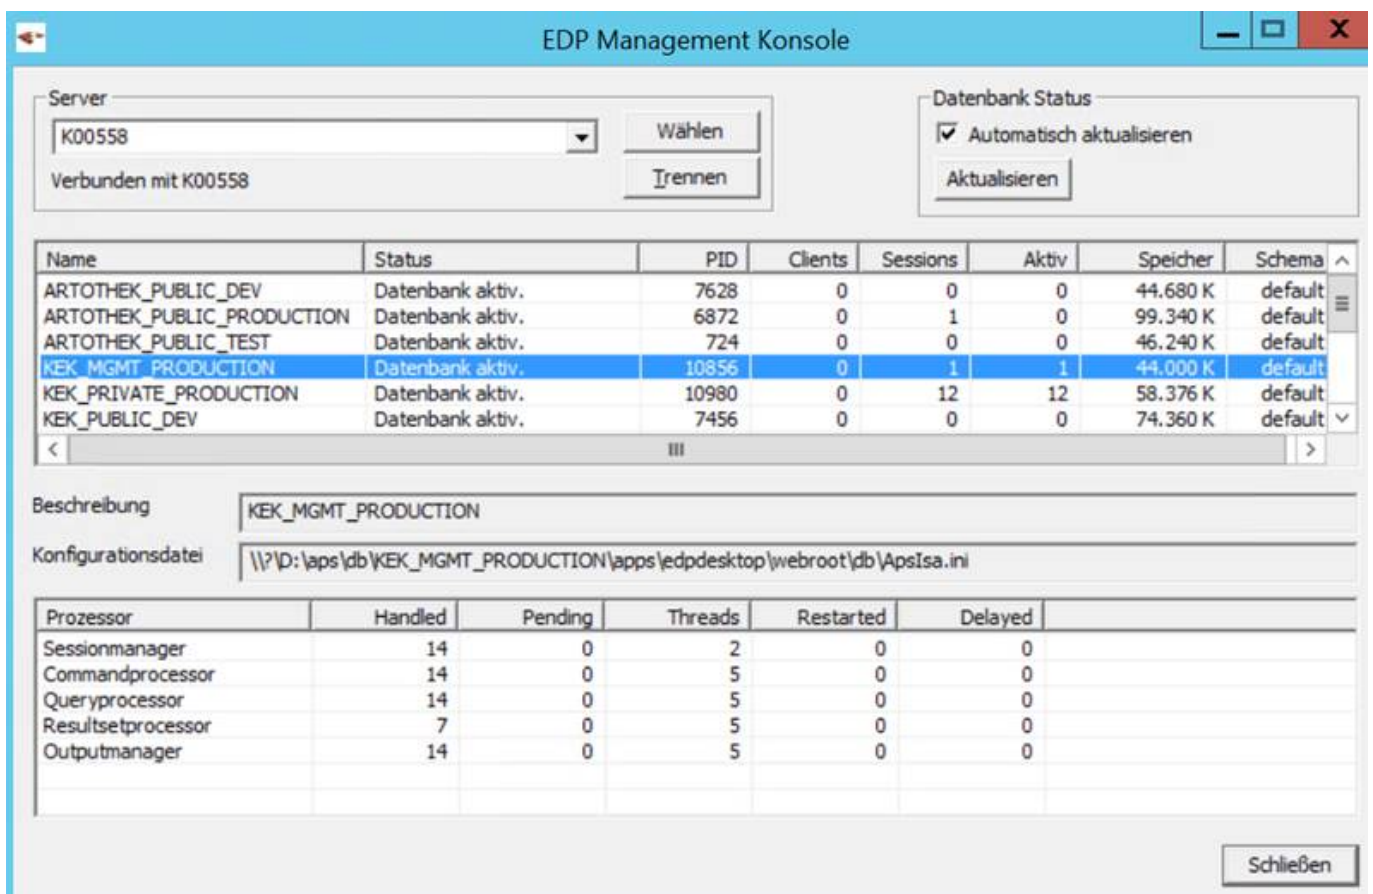 EDP Management Konsole
Server
K00558
Wählen
Verbunden mit K00558
Trennen
Datenbank Status
Automatisch aktualisieren
Aktualisieren
Name Status PID Clients Sessions Aktiv Speicher Schema
ARTOTHEK_PUBLIC_DEV Datenbank aktiv. 7628 0 0 0 44.680 K default
ARTOTHEK_PUBLIC_PRODUCTION Datenbank aktiv. 6872 0 1 0 99.340 K default
ARTOTHEK_PUBLIC_TEST Datenbank aktiv. 724 0 0 0 46.240 K default
KEK_MGMT_PRODUCTION Datenbank aktiv. 10856 0 1 1 44.000 K default
KEK_PRIVATE_PRODUCTION Datenbank aktiv. 10980 0 12 12 58.376 K default
KEK_PUBLIC_DEV Datenbank aktiv. 7456 0 0 0 74.360 K default
Beschreibung KEK_MGMT_PRODUCTION
Konfigurationsdatei \\?\D:\aps\db\KEK_MGMT_PRODUCTION\apps\edpdesktop\webroot\db\ApsIsa.ini
Prozessor Handled Pending Threads Restarted Delayed
Sessionmanager 14 0 2 0 0
Commandprocessor 14 0 5 0 0
Queryprocessor 14 0 5 0 0
Resultsetprocessor 7 0 5 0 0
Outputmanager 14 0 5 0 0
Schließen